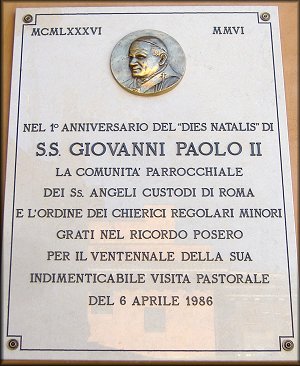 MCMLXXXVI MMVI
NEL 1º ANNIVERSARIO DEL "DIES NATALIS" DI
S.S. GIOVANNI PAOLO II
LA COMUNITA' PARROCCHIALE
DEI Ss. ANGELI CUSTODI DI ROMA
E L'ORDINE DEI CHIERICI REGOLARI MINORI
GRATI NEL RICORDO POSERO
PER IL VENTENNALE DELLA SUA
INDIMENTICABILE VISITA PASTORALE
DEL 6 APRILE 1986